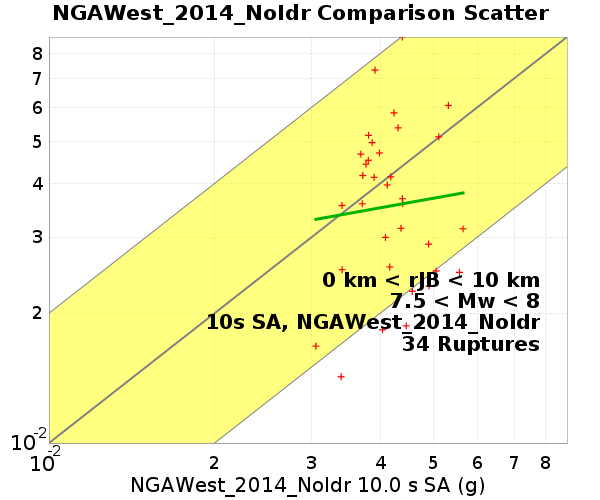 NGAWest_2014_NoIdr Comparison Scatter
8
7
6
5
4
3
2
10-2
0 km < rJB < 10 km
7.5 < Mw < 8
10s SA, NGAWest_2014_NoIdr
34 Ruptures
10-2 2 3 4 5 6 7 8
NGAWest_2014_NoIdr 10.0 s SA (g)